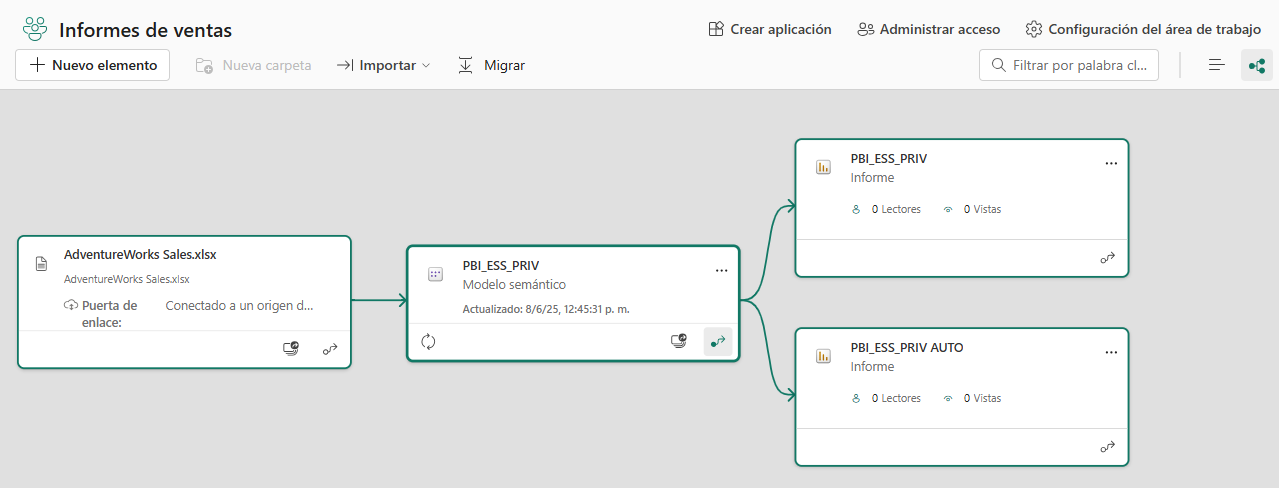 Informes de ventas
Crear aplicación
Administrar acceso
Configuración del área de trabajo
Nuevo elemento
Nueva carpeta
Importar
Migrar
Filtrar por palabra cl...
AdventureWorks Sales.xlsx
AdventureWorks Sales.xlsx
Puerta de
enlace:
Conectado a un origen d...
PBI_ESS_PRIV
Modelo semántico
Actualizado: 8/6/25, 12:45:31 p. m.
PBI_ESS_PRIV
Informe
0 Lectores
0 Vistas
PBI_ESS_PRIV AUTO
Informe
0 Lectores
0 Vistas